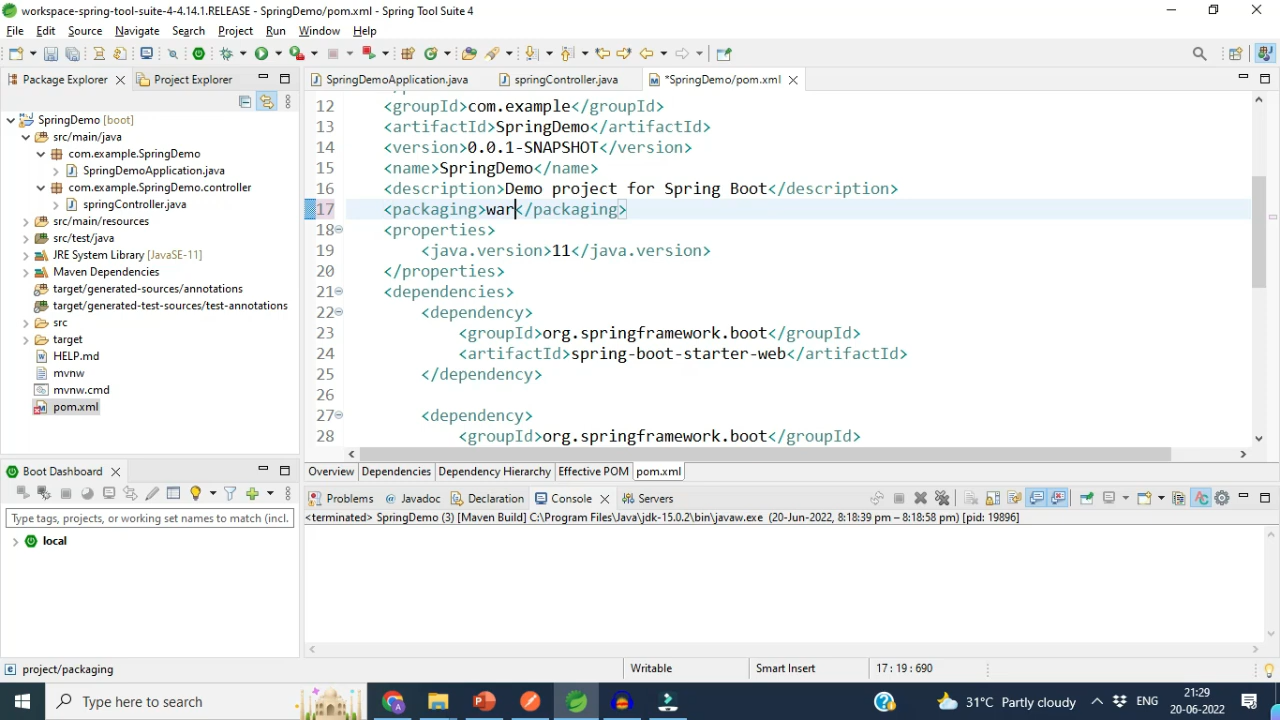 workspace-spring-tool-suite-4-4.14.1.RELEASE - SpringDemo/pom.xml - Spring Tool Suite 4
File Edit Source Navigate Search Project Run Window Help
Package Explorer Project Explorer
SpringDemo [boot]
src/main/java
com.example.SpringDemo
SpringDemoApplication.java
com.example.SpringDemo.controller
springController.java
src/main/resources
src/test/java
JRE System Library [JavaSE-11]
Maven Dependencies
target/generated-sources/annotations
target/generated-test-sources/test-annotations
src
target
HELP.md
mvnw
mvnw.cmd
pom.xml
SpringDemoApplication.java springController.java *SpringDemo/pom.xml
12 <groupId>com.example</groupId>
13 <artifactId>SpringDemo</artifactId>
14 <version>0.0.1-SNAPSHOT</version>
15 <name>SpringDemo</name>
16 <description>Demo project for Spring Boot</description>
17 <packaging>war</packaging>
18 <properties>
19 <java.version>11</java.version>
20 </properties>
21 <dependencies>
22 <dependency>
23 <groupId>org.springframework.boot</groupId>
24 <artifactId>spring-boot-starter-web</artifactId>
25 </dependency>
26
27 <dependency>
28 <groupId>org.springframework.boot</groupId>
Overview Dependencies Dependency Hierarchy Effective POM pom.xml
Boot Dashboard
Type tags, projects, or working set names to match (incl.
local
Problems Javadoc Declaration Console Servers
<terminated> SpringDemo (3) [Maven Build] C:\Program Files\Java\jdk-15.0.2\bin\javaw.exe (20-Jun-2022, 8:18:39 pm – 8:18:58 pm) [pid: 19896]
project/packaging Writable Smart Insert 17 : 19 : 690
Type here to search
31°C Partly cloudy ENG 21:29
20-06-2022